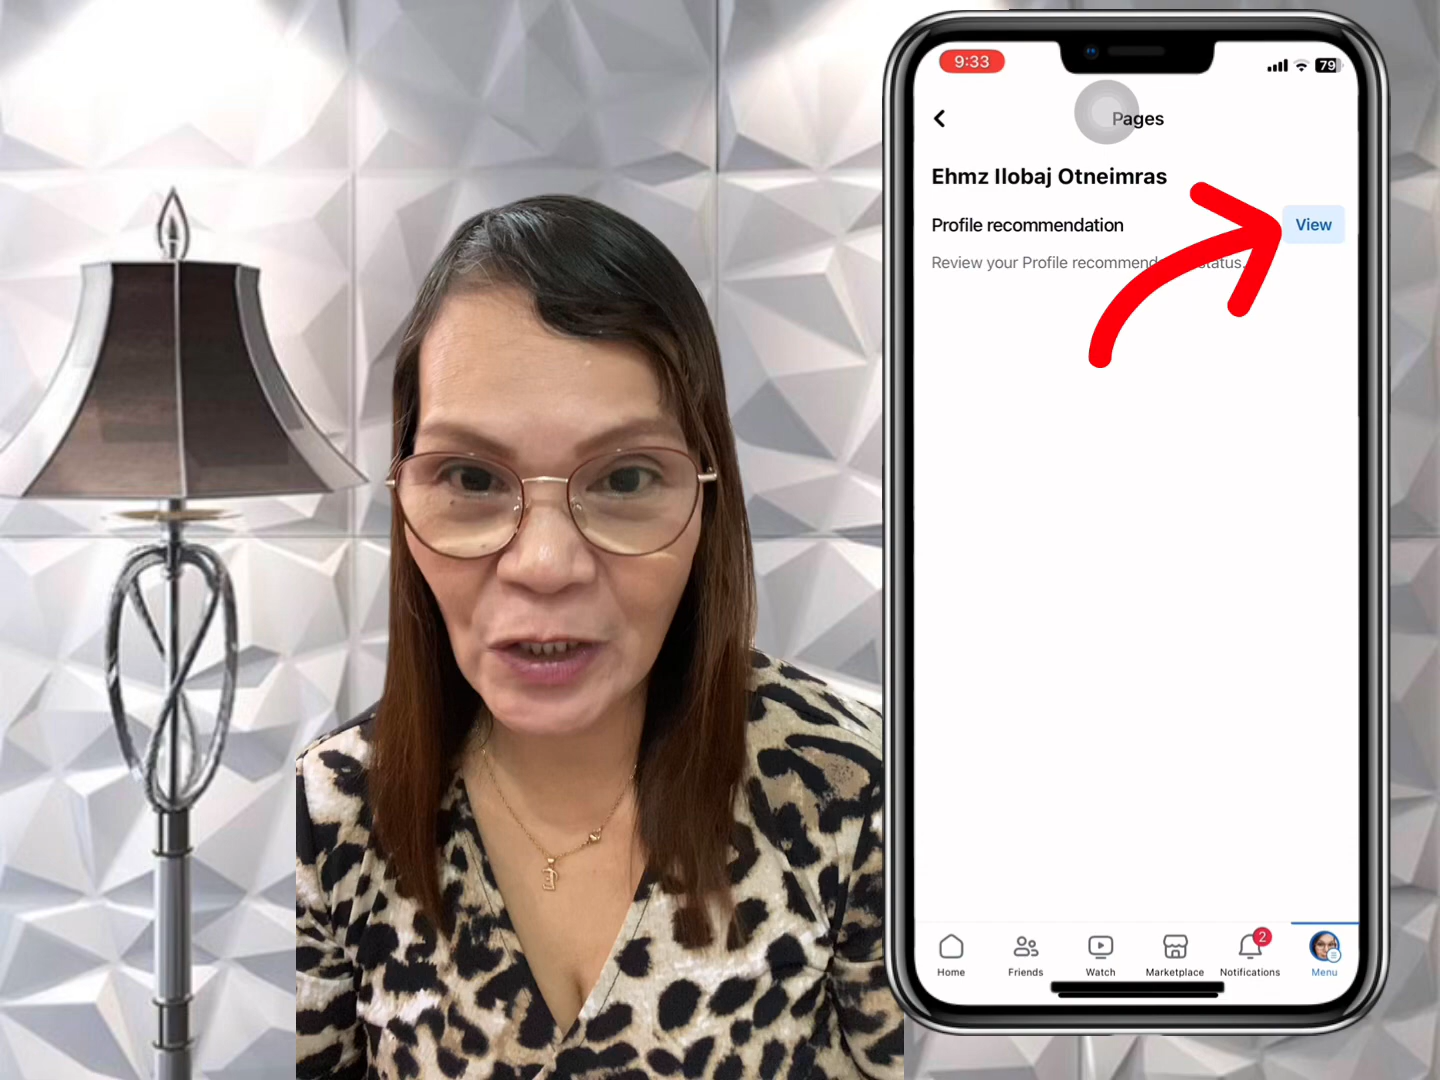 9:33
79
Pages
Ehmz Ilobaj Otneimras
Profile recommendation
View
Review your Profile recommend status.
Home
Friends
Watch
Marketplace
2
Notifications
Menu